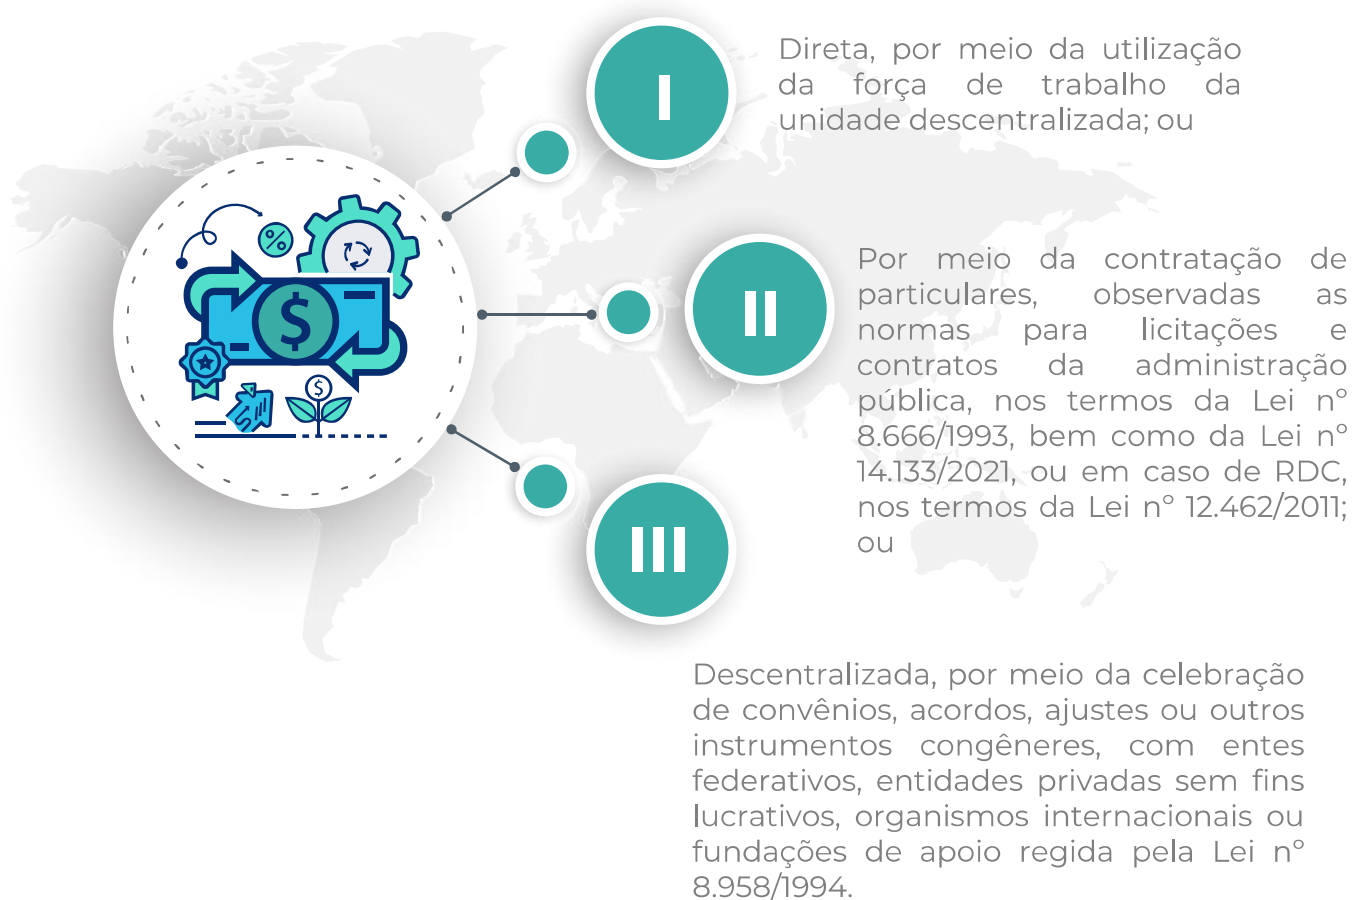 I
Direta, por meio da utilização
da força de trabalho da
unidade descentralizada; ou
II
Por meio da contratação de
particulares, observadas as
normas para licitações e
contratos da administração
pública, nos termos da Lei nº
8.666/1993, bem como da Lei nº
14.133/2021, ou em caso de RDC,
nos termos da Lei nº 12.462/2011;
ou
III
Descentralizada, por meio da celebração
de convênios, acordos, ajustes ou outros
instrumentos congêneres, com entes
federativos, entidades privadas sem fins
lucrativos, organismos internacionais ou
fundações de apoio regida pela Lei nº
8.958/1994.